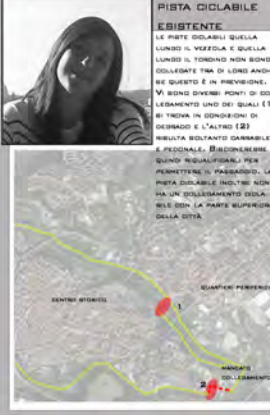 PISTA CICLABILE
ESISTENTE
LE PISTE CICLABILI QUELLA
LUNGO IL VEZZOLA E QUELLA
LUNGO IL TORDINO NON SONO
COLLEGATE TRA DI LORO ANCH
SE QUESTO È IN PREVISIONE.
VI SONO DIVERSI PONTI DI CO
LEGAMENTO UNO DEI QUALI (1
SI TROVA IN CONDIZIONI DI
DEGRADO E L'ALTRO (2)
RISULTA SOLTANTO CARRABILE
E PEDONALE. BISOGNEREBBE
QUINDI RIQUALIFICARLI PER
PERMETTERE IL PASSAGGIO. LA
PISTA CICLABILE INOLTRE NON
HA UN COLLEGAMENTO CICLA
BILE CON LA PARTE SUPERIOR
DELLA CITTÀ
QUARTIERI PERIFERICI
CENTRO STORICO
1
MANCATO
COLLEGAMENTO
2